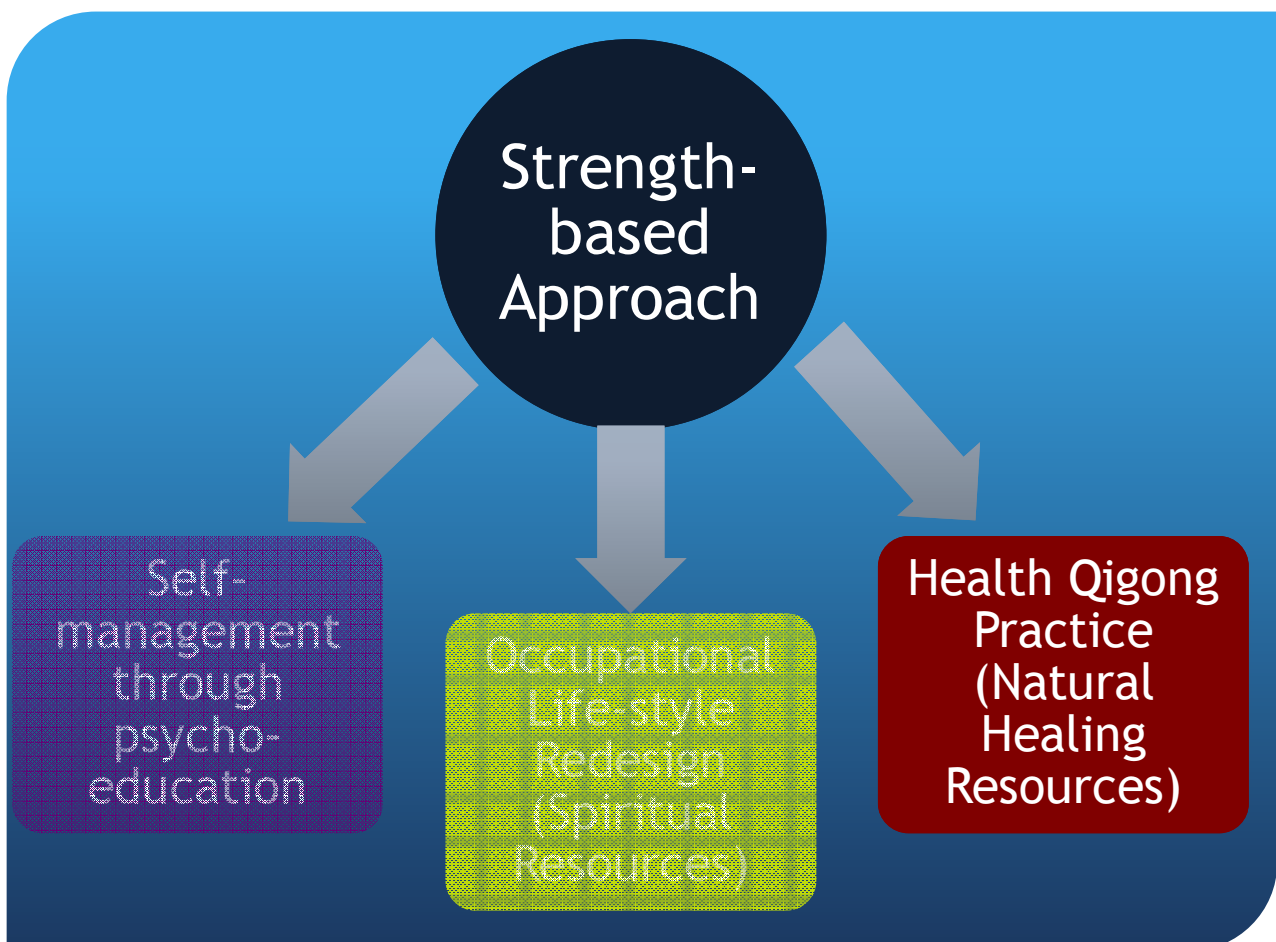 Strength-
based
Approach
Self-
management
through
psycho-
education
Occupational
Life-style
Redesign
(Spiritual
Resources)
Health Qigong
Practice
(Natural
Healing
Resources)